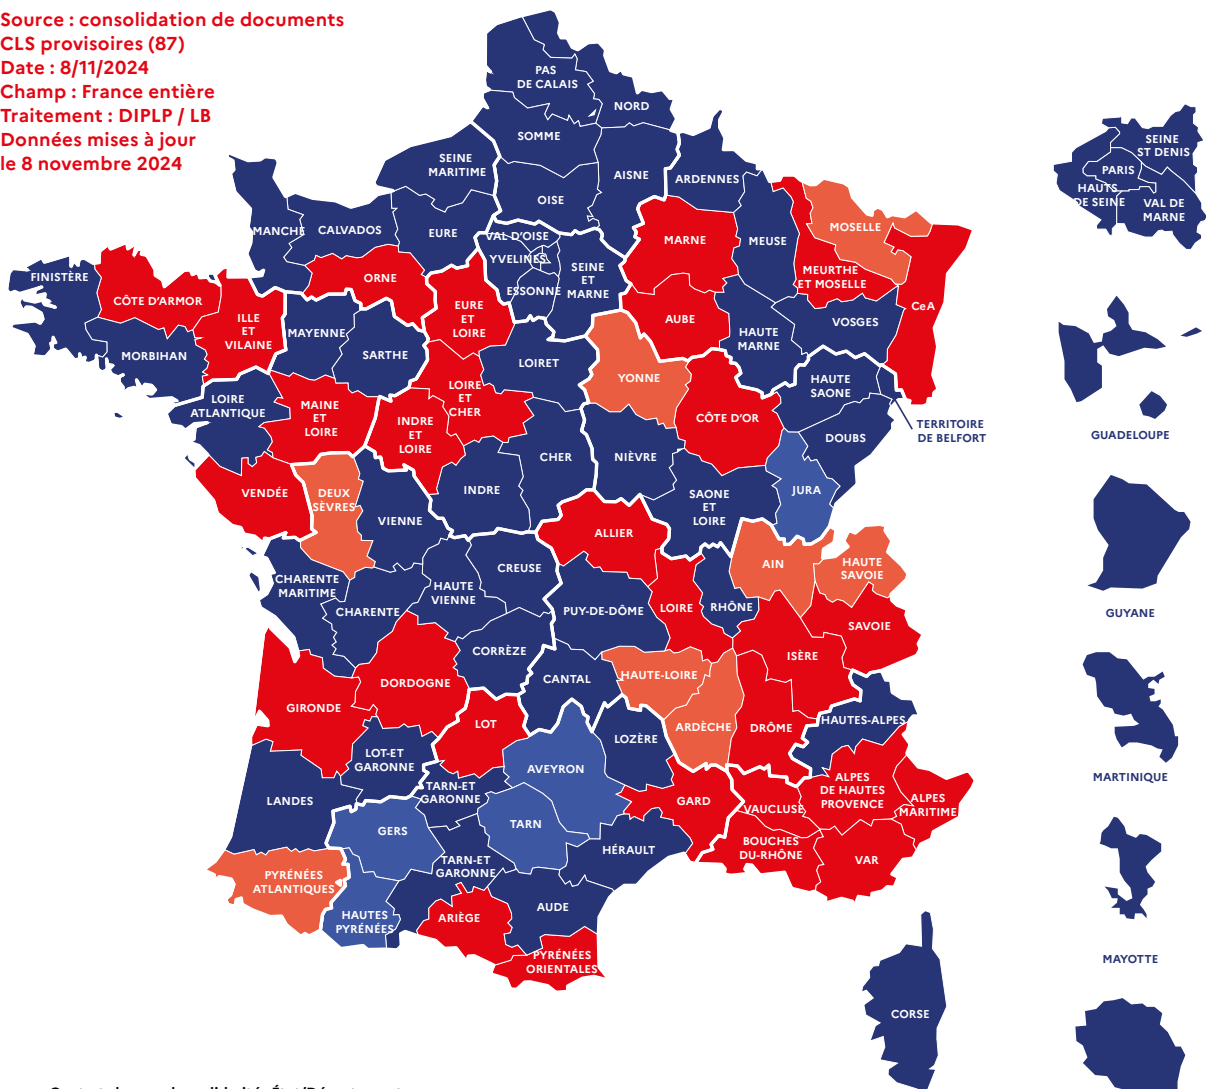 Source : consolidation de documents
CLS provisoires (87)
Date : 8/11/2024
Champ : France entière
Traitement : DIPLP / LB
Données mises à jour
le 8 novembre 2024
PAS
DE CALAIS
NORD
SOMME
SEINE
MARITIME
AISNE
ARDENNES
OISE
SEINE
ST DENIS
PARIS
HAUTS
DE SEINE
VAL DE
MARNE
MANCHE
CALVADOS
EURE
VAL D'OISE
YVELINES
ESSONNE
SEINE
ET
MARNE
MARNE
MEUSE
MOSELLE
MEURTHE
ET MOSELLE
CeA
FINISTÈRE
CÔTE D'ARMOR
ORNE
ILLE
ET
VILAINE
MAYENNE
EURE
ET
LOIRE
AUBE
HAUTE
MARNE
VOSGES
MORBIHAN
SARTHE
LOIRET
YONNE
HAUTE
SAONE
LOIRE
ATLANTIQUE
MAINE
ET
LOIRE
LOIRE
ET
CHER
INDRE
ET
LOIRE
CÔTE D'OR
TERRITOIRE
DE BELFORT
DOUBS
GUADELOUPE
CHER
NIÈVRE
VENDÉE
DEUX
SÈVRES
VIENNE
INDRE
SAONE
ET
LOIRE
JURA
ALLIER
CHARENTE
MARITIME
CHARENTE
HAUTE
VIENNE
CREUSE
PUY-DE-DÔME
LOIRE
RHÔNE
AIN
HAUTE
SAVOIE
SAVOIE
GUYANE
CORRÈZE
ISÈRE
DORDOGNE
CANTAL
HAUTE-LOIRE
GIRONDE
LOT
ARDÈCHE
DRÔME
HAUTES-ALPES
LOZÈRE
LOT-ET
GARONNE
AVEYRON
MARTINIQUE
LANDES
TARN-ET
GARONNE
GARD
VAUCLUSE
ALPES
DE HAUTES
PROVENCE
ALPES
MARITIME
GERS
TARN
HÉRAULT
BOUCHES
DU-RHÔNE
VAR
TARN-ET
GARONNE
PYRÉNÉES
ATLANTIQUES
HAUTES
PYRÉNÉES
ARIÈGE
AUDE
PYRÉNÉES
ORIENTALES
MAYOTTE
CORSE